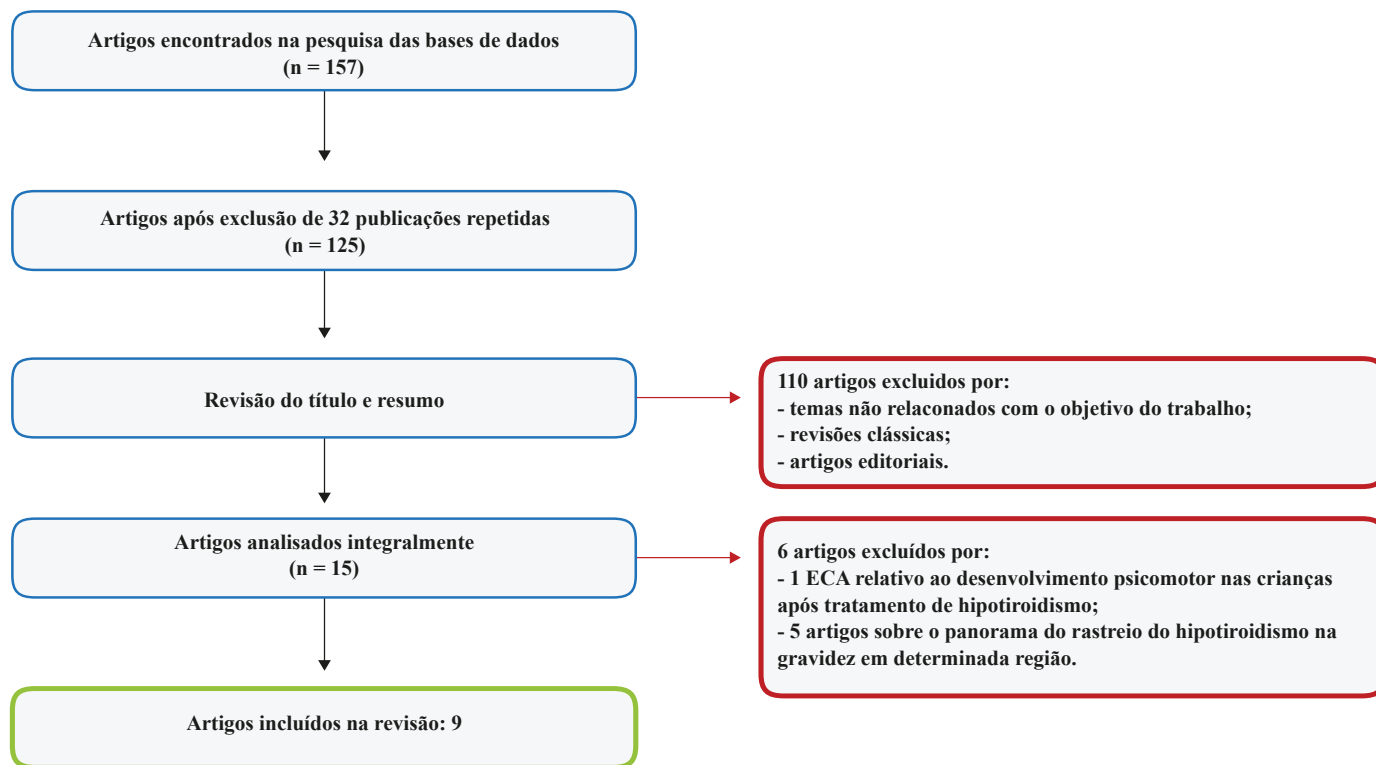 Artigos encontrados na pesquisa das bases de dados
(n = 157)
Artigos após exclusão de 32 publicações repetidas
(n = 125)
Revisão do título e resumo
110 artigos excluidos por:
- temas não relaconados com o objetivo do trabalho;
- revisões clássicas;
- artigos editoriais.
Artigos analisados integralmente
(n = 15)
6 artigos excluídos por:
- 1 ECA relativo ao desenvolvimento psicomotor nas crianças
após tratamento de hipotiroidismo;
- 5 artigos sobre o panorama do rastreio do hipotiroidismo na
gravidez em determinada região.
Artigos incluídos na revisão: 9